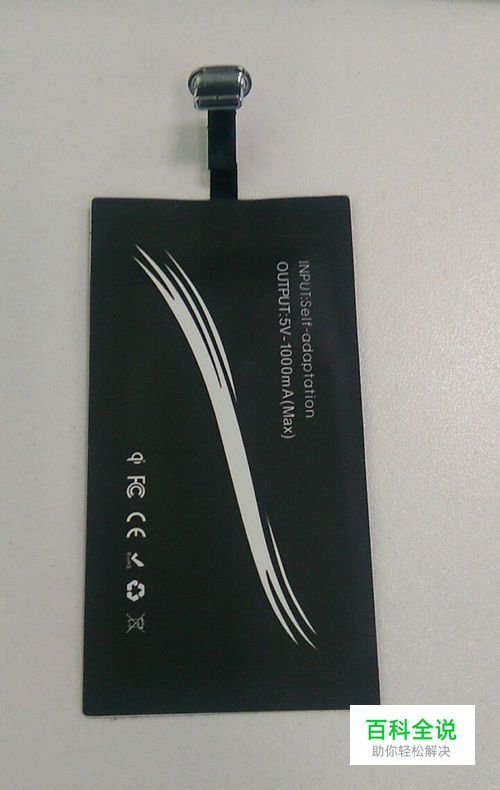 INPUT:Self-adaptation
OUTPUT:5V-1000mA(Max)
qi FC CE
百科全说
助你轻松解决